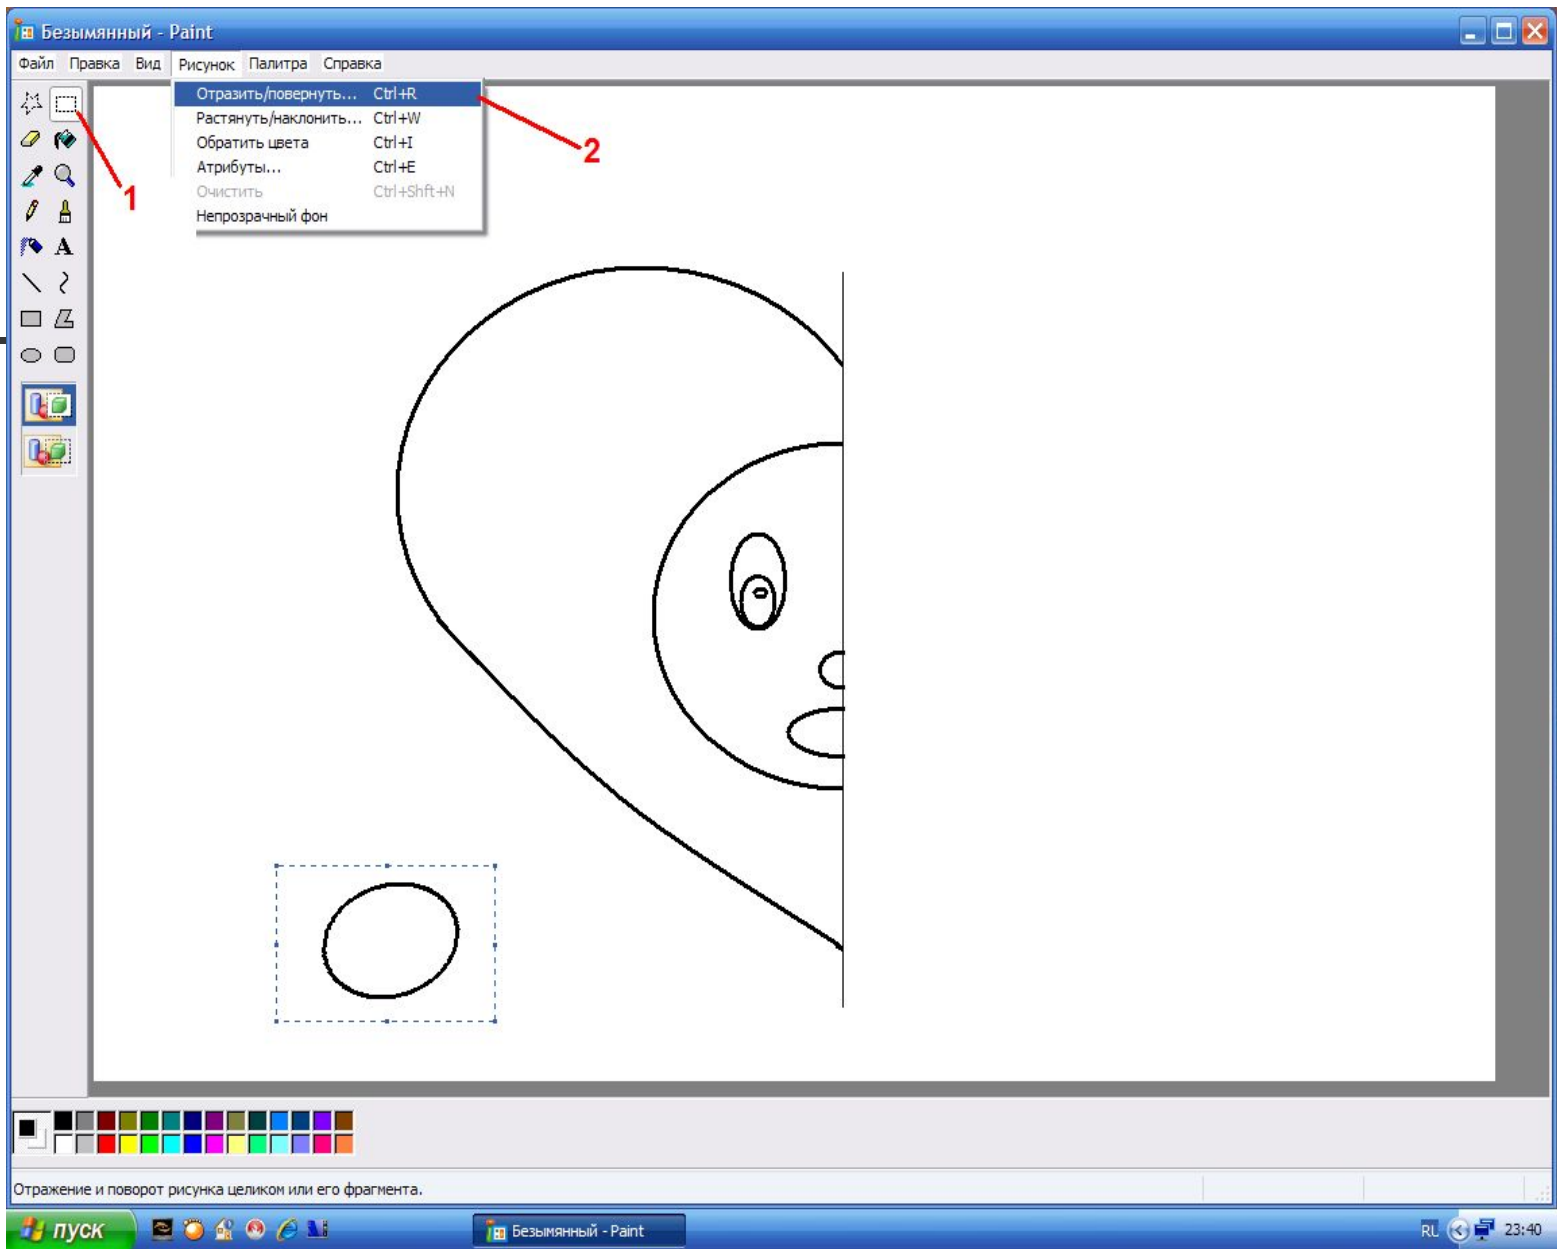 Безымянный - Paint
Файл Правка Вид Рисунок Палитра Справка
Отразить/повернуть... Ctrl+R
Растянуть/наклонить... Ctrl+W
Обратить цвета Ctrl+I
Атрибуты... Ctrl+E
Очистить Ctrl+Shft+N
Непрозрачный фон
1
2
A
Отражение и поворот рисунка целиком или его фрагмента.
пуск
Безымянный - Paint
RL
23:40